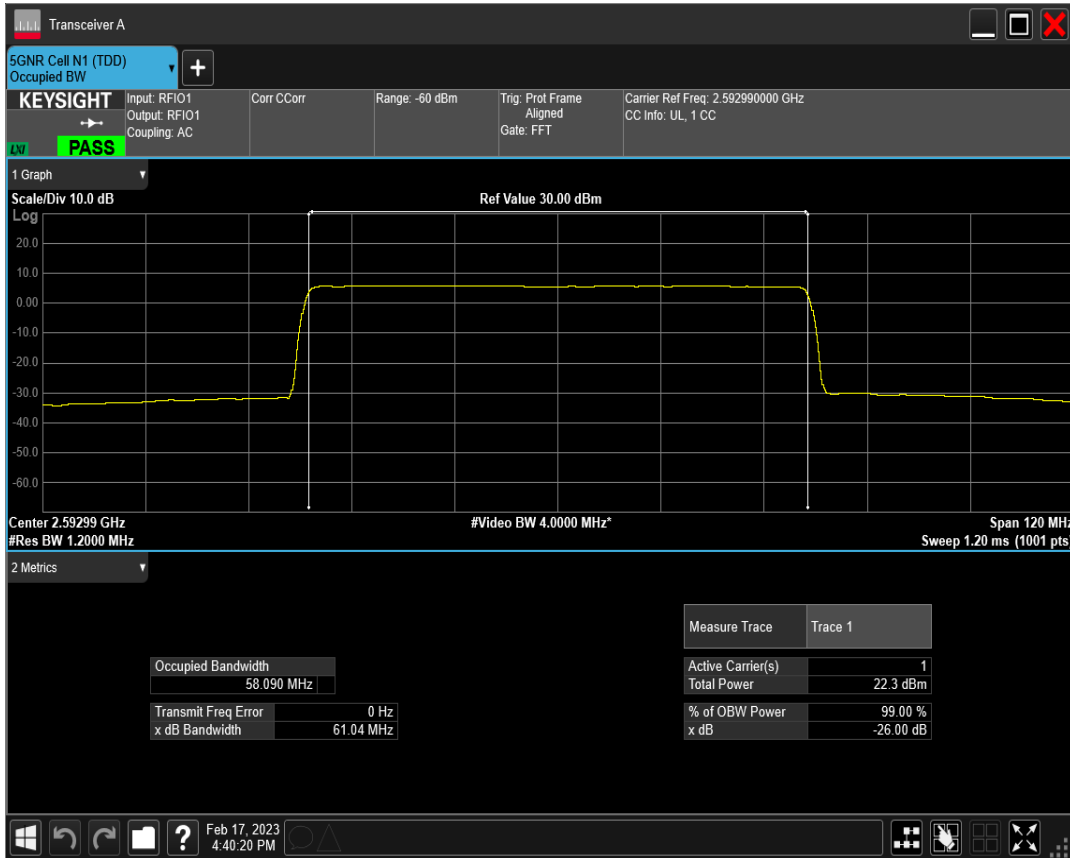 Transceiver A
5GNR Cell N1 (TDD)
Occupied BW
+
KEYSIGHT
LXI
PASS
Input: RFIO1
Output: RFIO1
Coupling: AC
Corr CCorr
Range: -60 dBm
Trig: Prot Frame
Aligned
Gate: FFT
Carrier Ref Freq: 2.592990000 GHz
CC Info: UL, 1 CC
1 Graph
Scale/Div 10.0 dB
Ref Value 30.00 dBm
Log
20.0
10.0
0.00
-10.0
-20.0
-30.0
-40.0
-50.0
-60.0
Center 2.59299 GHz
#Video BW 4.0000 MHz*
Span 120 MHz
#Res BW 1.2000 MHz
Sweep 1.20 ms (1001 pts)
2 Metrics
Measure Trace Trace 1
Occupied Bandwidth
58.090 MHz
Active Carrier(s) 1
Total Power 22.3 dBm
Transmit Freq Error 0 Hz
x dB Bandwidth 61.04 MHz
% of OBW Power 99.00 %
x dB -26.00 dB
?
Feb 17, 2023
4:40:20 PM